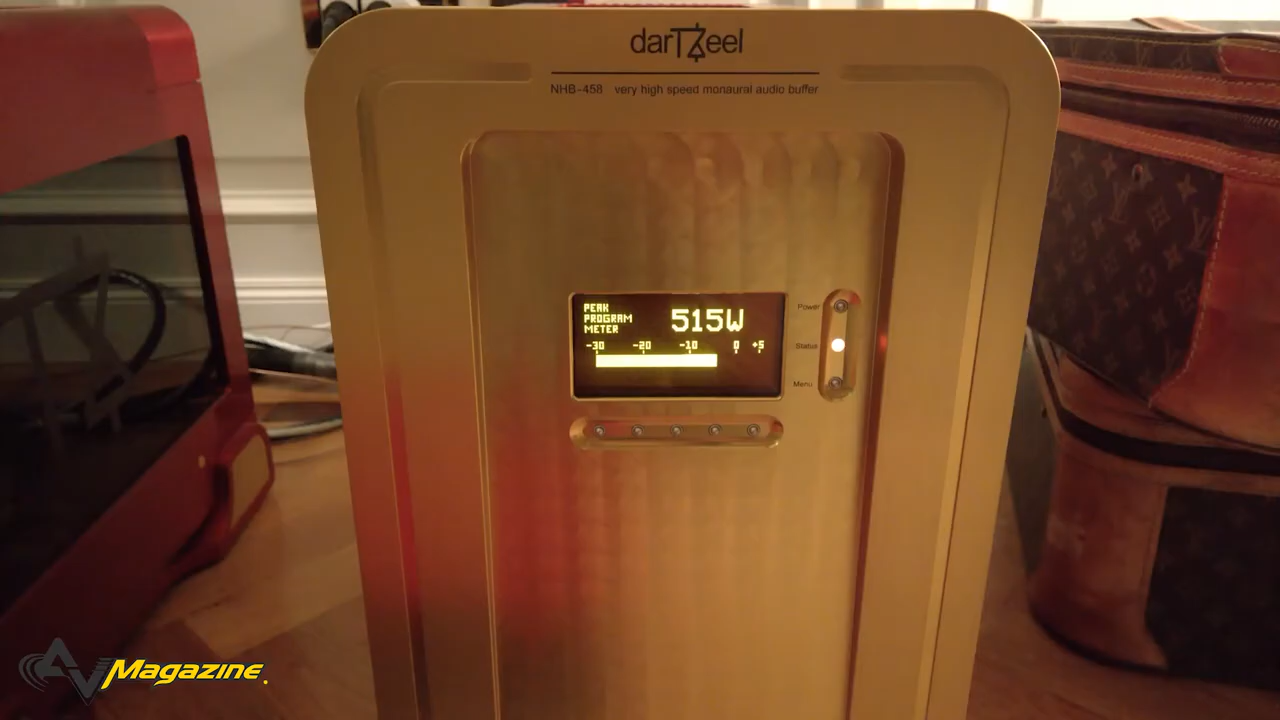 darTZeel
NHB-458 very high speed monaural audio buffer
PEAK
PROGRAM
METER
515W
-30 -20 -10 0 +5
Power
Status
Menu
AV Magazine.